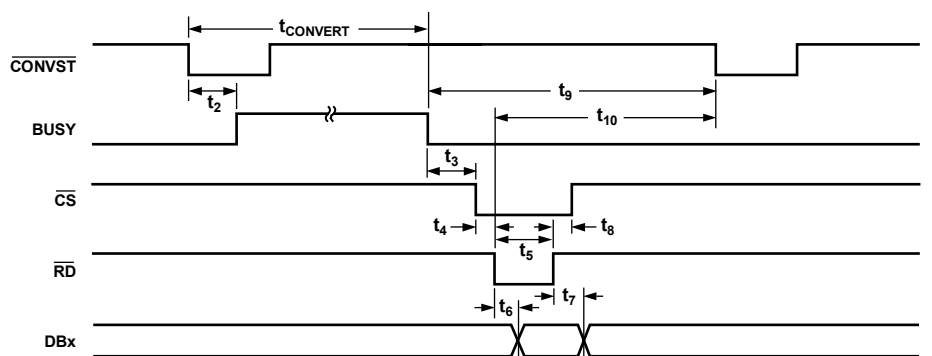 tCONVERT
CONVST
t2
t9
t10
BUSY
t3
CS
t4
t8
t5
RD
t6
t7
DBx